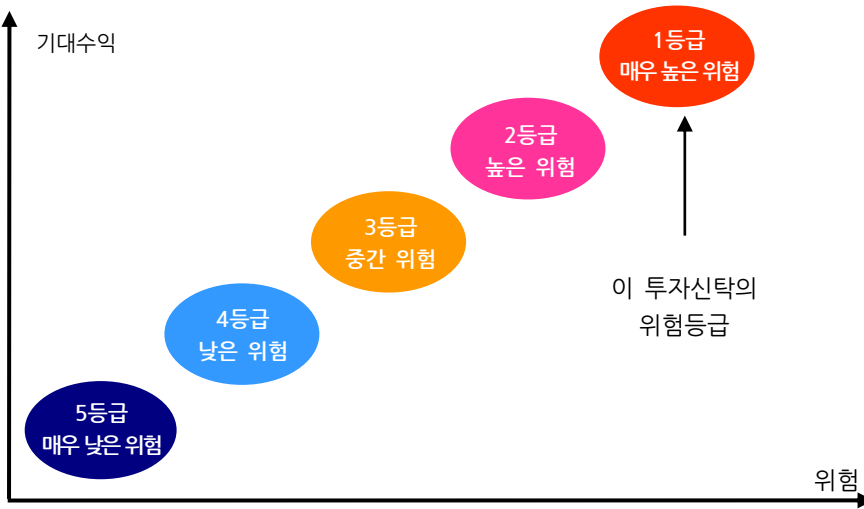 기대수익
1등급
매우 높은 위험
2등급
높은 위험
3등급
중간 위험
이 투자신탁의
위험등급
4등급
낮은 위험
5등급
매우 낮은 위험
위험